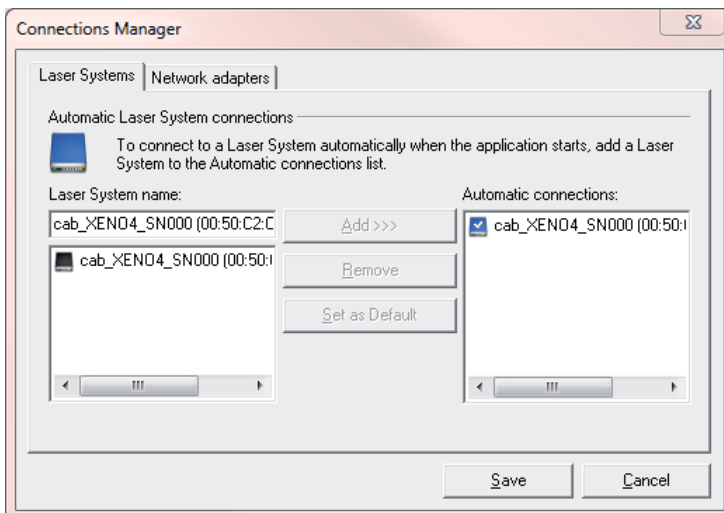 Connections Manager
Laser Systems
Network adapters
Automatic Laser System connections
To connect to a Laser System automatically when the application starts, add a Laser
System to the Automatic connections list.
Laser System name:
Automatic connections:
cab_XENO4_SN000 (00:50:C2:C
Add >>>
cab_XENO4_SN000 (00:50:
cab_XENO4_SN000 (00:50:
Remove
Set as Default
Save
Cancel